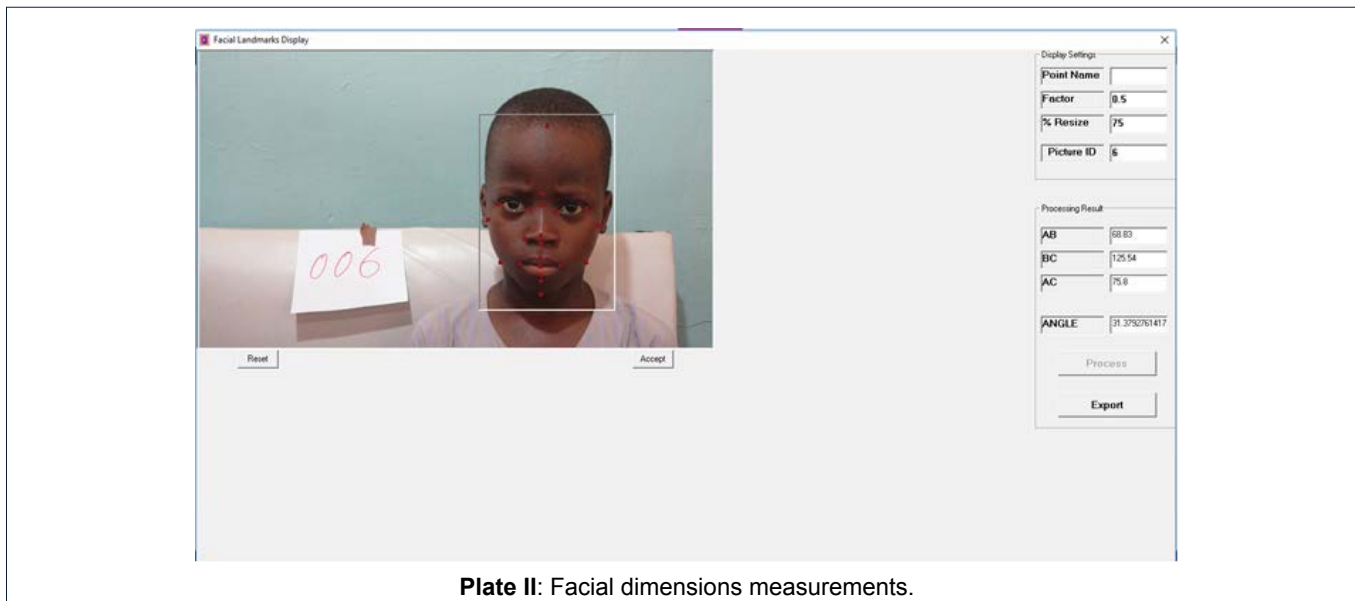 Facial Landmarks Display
Display Settings
Point Name
Factor 0.5
% Resize 75
Picture ID 6
006
Processing Result
AB 68.83
BC 125.54
AC 75.8
ANGLE 31.3792761417
Process
Export
Reset Accept
Plate II: Facial dimensions measurements.